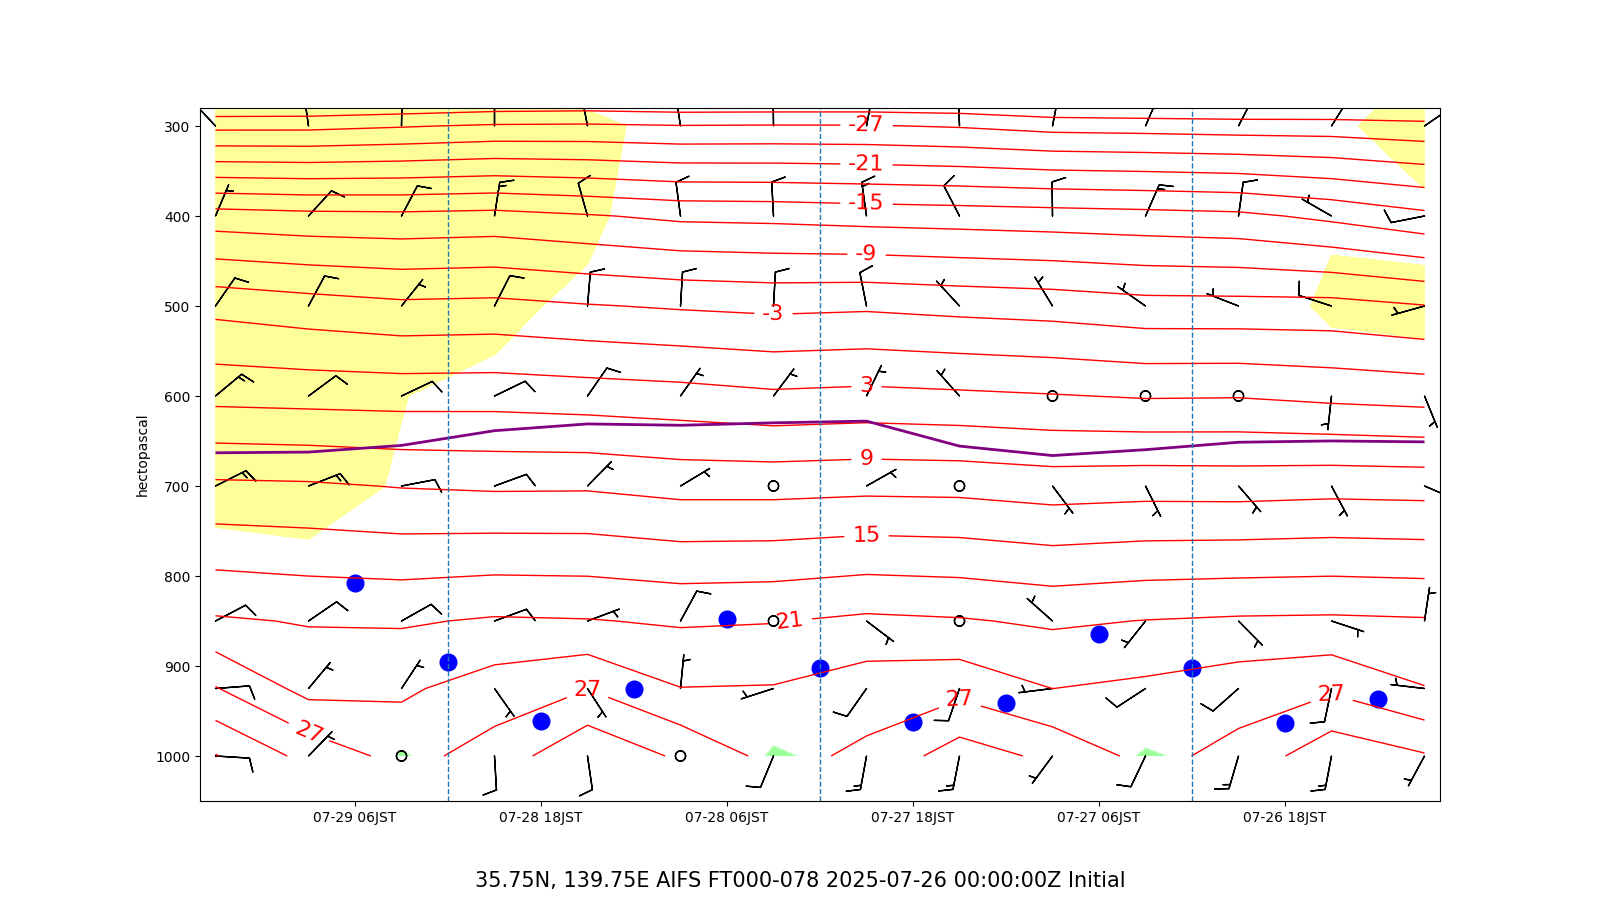 300
400
500
600
700
800
900
1000
hectopascal
-27
-21
-15
-9
-3
3
9
15
21
27
27
27
27
07-29 06JST
07-28 18JST
07-28 06JST
07-27 18JST
07-27 06JST
07-26 18JST
35.75N, 139.75E AIFS FT000-078 2025-07-26 00:00:00Z Initial